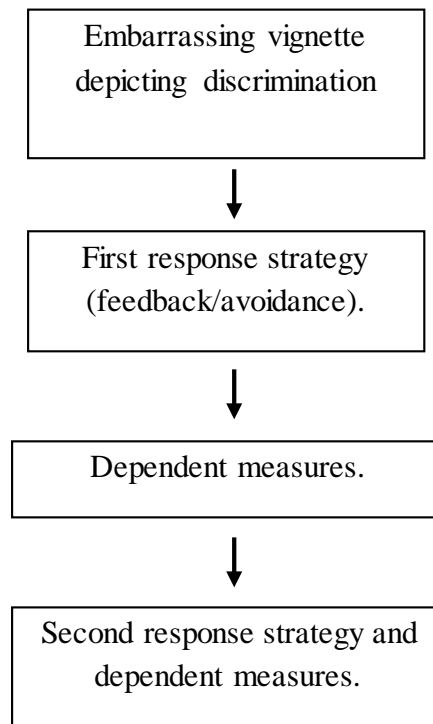 Embarrassing vignette
depicting discrimination
First response strategy
(feedback/avoidance).
Dependent measures.
Second response strategy and
dependent measures.